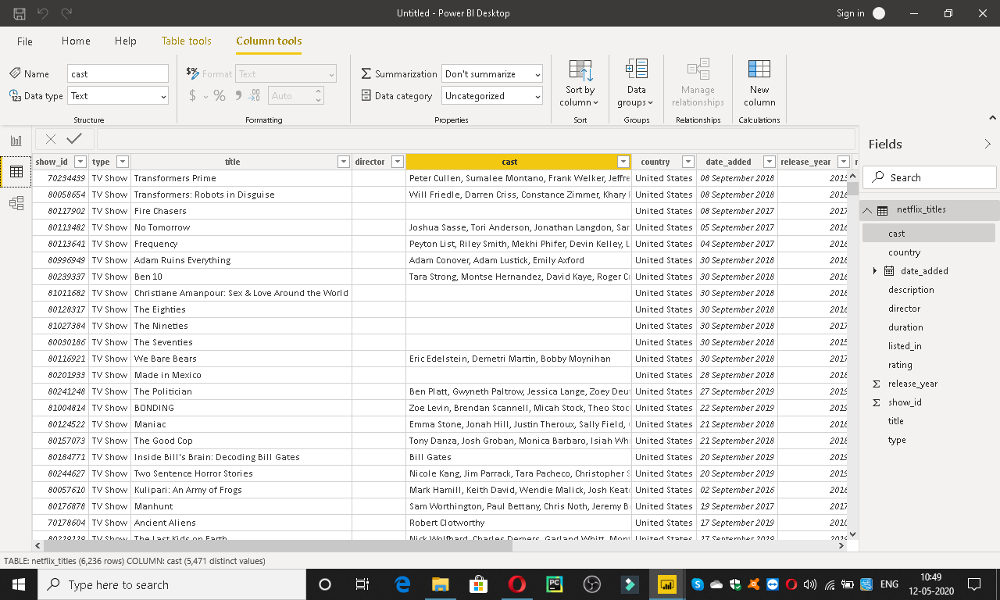 Untitled - Power BI Desktop
Sign in
File Home Help Table tools Column tools
Name cast
Data type Text
Structure
$% Format Text
$ % 9 .00 Auto
Formatting
Σ Summarization Don't summarize
Data category Uncategorized
Properties
Sort by
column
Sort
Data
groups
Groups
Manage
relationships
Relationships
New
column
Calculations
show_id type title director cast country date_added release_year
70234439 TV Show Transformers Prime Peter Cullen, Sumalee Montano, Frank Welker, Jeffre United States 08 September 2018 2013
80058654 TV Show Transformers: Robots in Disguise Will Friedle, Darren Criss, Constance Zimmer, Khary United States 08 September 2018 2016
80117902 TV Show Fire Chasers United States 08 September 2017 2017
80113482 TV Show No Tomorrow Joshua Sasse, Tori Anderson, Jonathan Langdon, Sar United States 05 September 2017 2016
80113641 TV Show Frequency Peyton List, Riley Smith, Mekhi Phifer, Devin Kelley, L United States 04 September 2017 2016
80996949 TV Show Adam Ruins Everything Adam Conover, Adam Lustick, Emily Axford United States 30 September 2018 2018
80239337 TV Show Ben 10 Tara Strong, Montse Hernandez, David Kaye, Roger C United States 30 September 2018 2016
81011682 TV Show Christiane Amanpour: Sex & Love Around the World United States 30 September 2018 2018
80128317 TV Show The Eighties United States 30 September 2018 2016
81027384 TV Show The Nineties United States 30 September 2018 2017
80030186 TV Show The Seventies United States 30 September 2018 2015
80116921 TV Show We Bare Bears Eric Edelstein, Demetri Martin, Bobby Moynihan United States 30 September 2018 2017
80201933 TV Show Made in Mexico United States 28 September 2018 2018
80241248 TV Show The Politician Ben Platt, Gwyneth Paltrow, Jessica Lange, Zoey Deut United States 27 September 2019 2019
81004814 TV Show BONDING Zoe Levin, Brendan Scannell, Micah Stock, Theo Stoc United States 22 September 2019 2019
80124522 TV Show Maniac Emma Stone, Jonah Hill, Justin Theroux, Sally Field, United States 21 September 2018 2018
80157073 TV Show The Good Cop Tony Danza, Josh Groban, Monica Barbaro, Isiah Whi United States 21 September 2018 2018
80184771 TV Show Inside Bill's Brain: Decoding Bill Gates Bill Gates United States 20 September 2019 2019
80244627 TV Show Two Sentence Horror Stories Nicole Kang, Jim Parrack, Tara Pacheco, Christopher S United States 20 September 2019 2019
80057610 TV Show Kulipari: An Army of Frogs Mark Hamill, Keith David, Wendie Malick, Josh Keat United States 02 September 2016 2016
80176878 TV Show Manhunt Sam Worthington, Paul Bettany, Chris Noth, Jeremy B United States 19 September 2017 2017
70178604 TV Show Ancient Aliens Robert Clotworthy United States 17 September 2019 2010
80219119 TV Show The Last Kids on Earth Nick Wolfhard, Charles Demers, Garland Whitt, Mont United States 17 September 2019 2019
Fields
Search
netflix_titles
cast
country
date_added
description
director
duration
listed_in
rating
Σ release_year
Σ show_id
title
type
TABLE: netflix_titles (6,236 rows) COLUMN: cast (5,471 distinct values)
Type here to search
ENG
10:49
12-05-2020